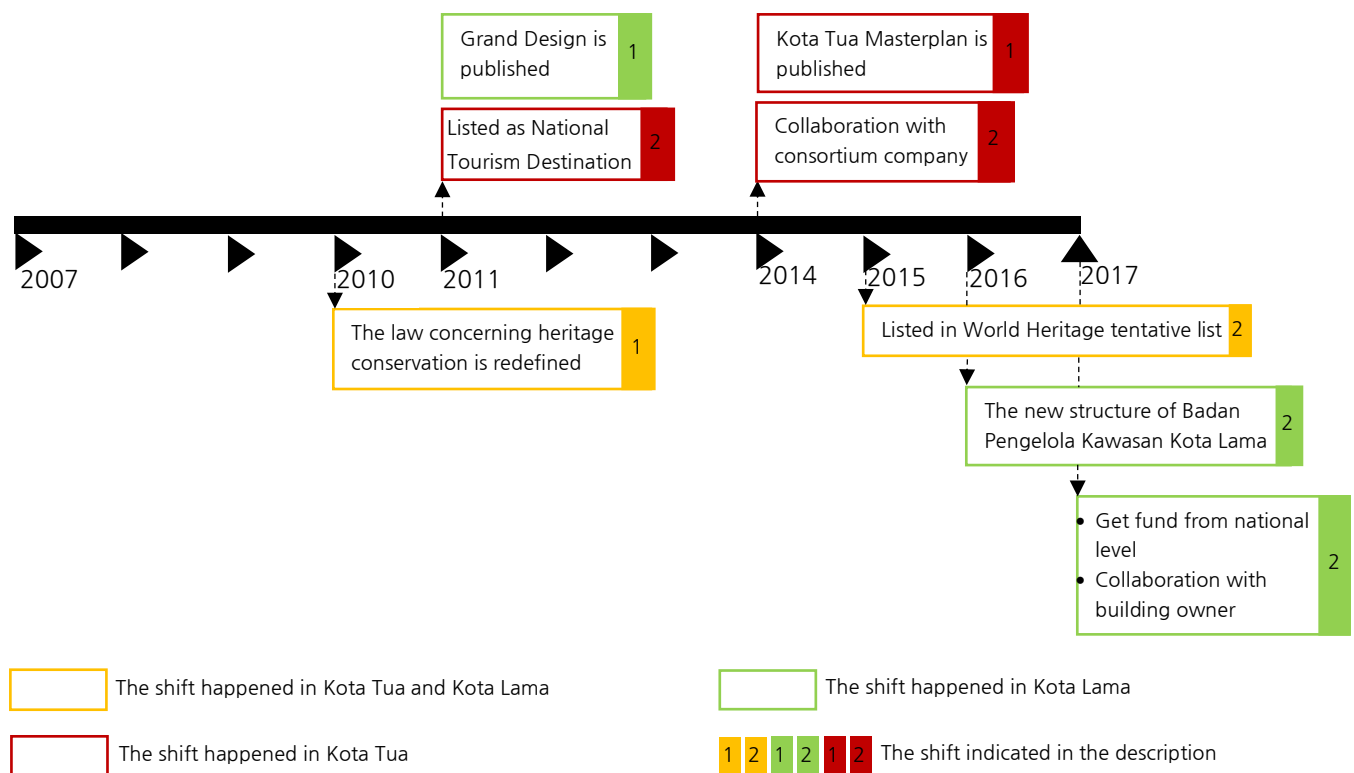 Grand Design is
published
1
Kota Tua Masterplan is
published
1
Listed as National
Tourism Destination
2
Collaboration with
consortium company
2
2007
2010
2011
2014
2015
2016
2017
The law concerning heritage
conservation is redefined
1
Listed in World Heritage tentative list
2
The new structure of Badan
Pengelola Kawasan Kota Lama
2
• Get fund from national
level
• Collaboration with
building owner
2
The shift happened in Kota Tua and Kota Lama
The shift happened in Kota Lama
The shift happened in Kota Tua
1 2 1 2 1 2 The shift indicated in the description